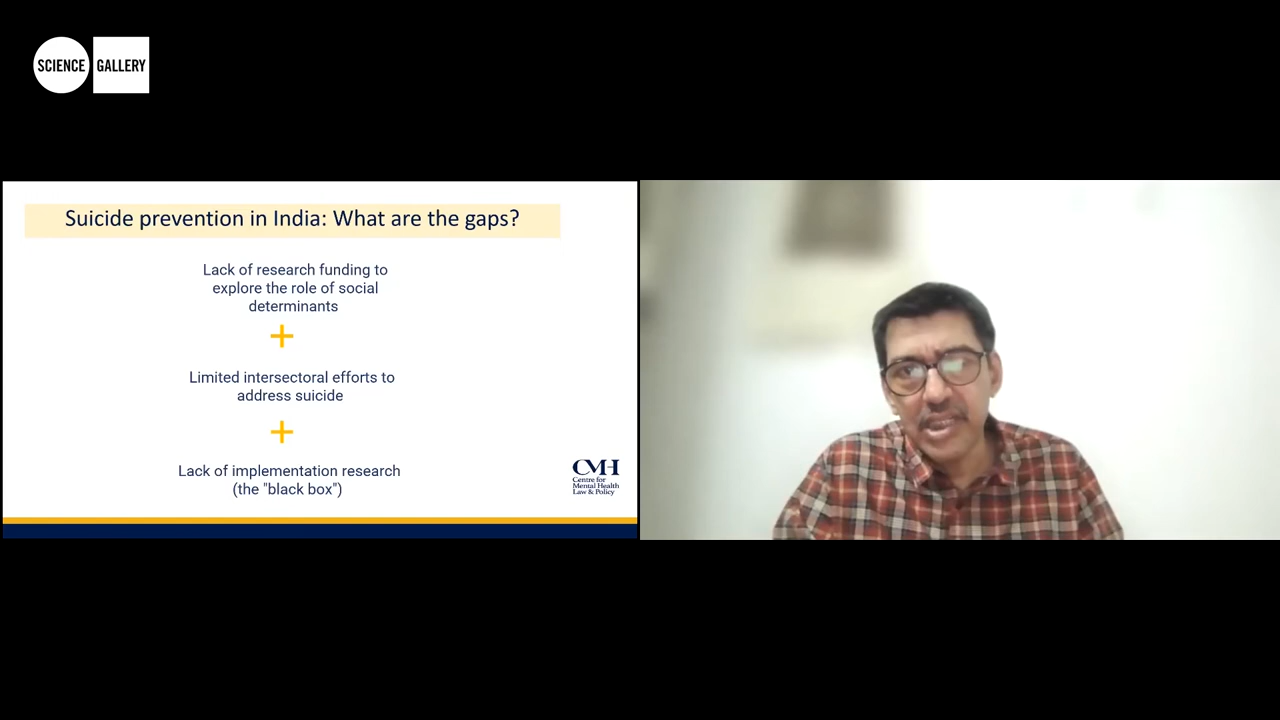 SCIENCE GALLERY
Suicide prevention in India: What are the gaps?
Lack of research funding to
explore the role of social
determinants
+
Limited intersectoral efforts to
address suicide
+
Lack of implementation research
(the "black box")
CMH
Centre for
Mental Health
Law & Policy